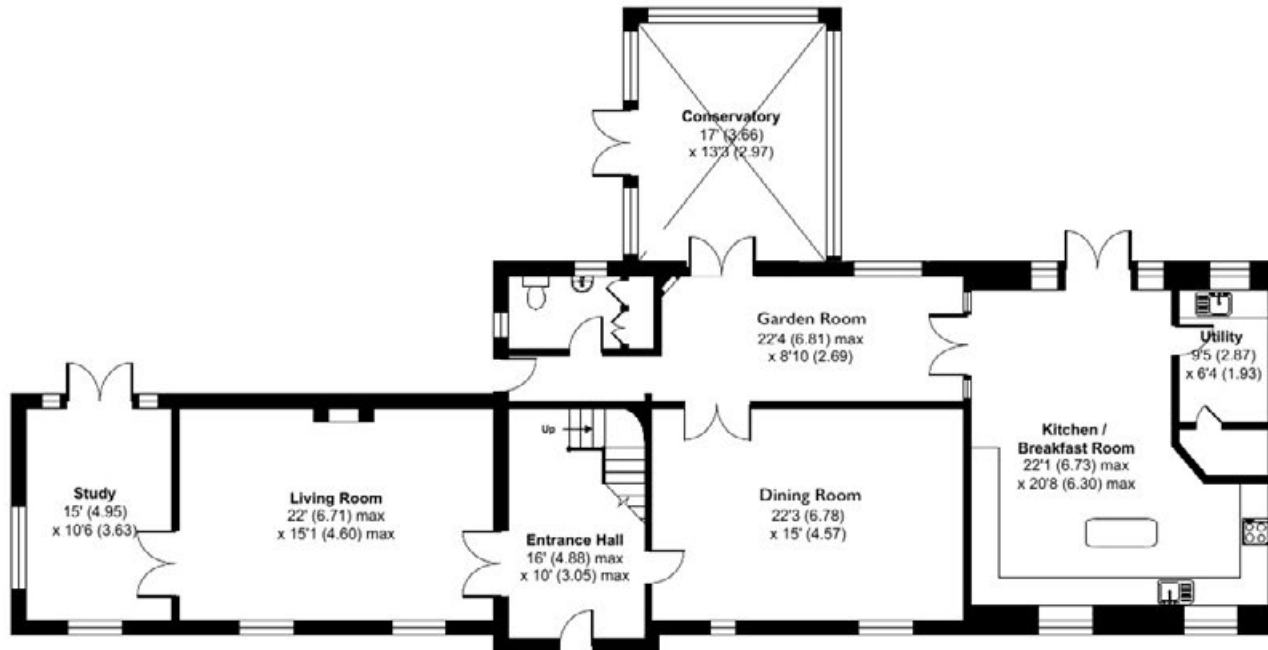 Conservatory
17' (3.66)
x 13'3 (2.97)
Garden Room
22'4 (6.81) max
x 8'10 (2.69)
Utility
9'5 (2.87)
x 6'4 (1.93)
Up
Kitchen /
Breakfast Room
22'1 (6.73) max
x 20'8 (6.30) max
Study
15' (4.95)
x 10'6 (3.63)
Living Room
22' (6.71) max
x 15'1 (4.60) max
Dining Room
22'3 (6.78)
x 15' (4.57)
Entrance Hall
16' (4.88) max
x 10' (3.05) max